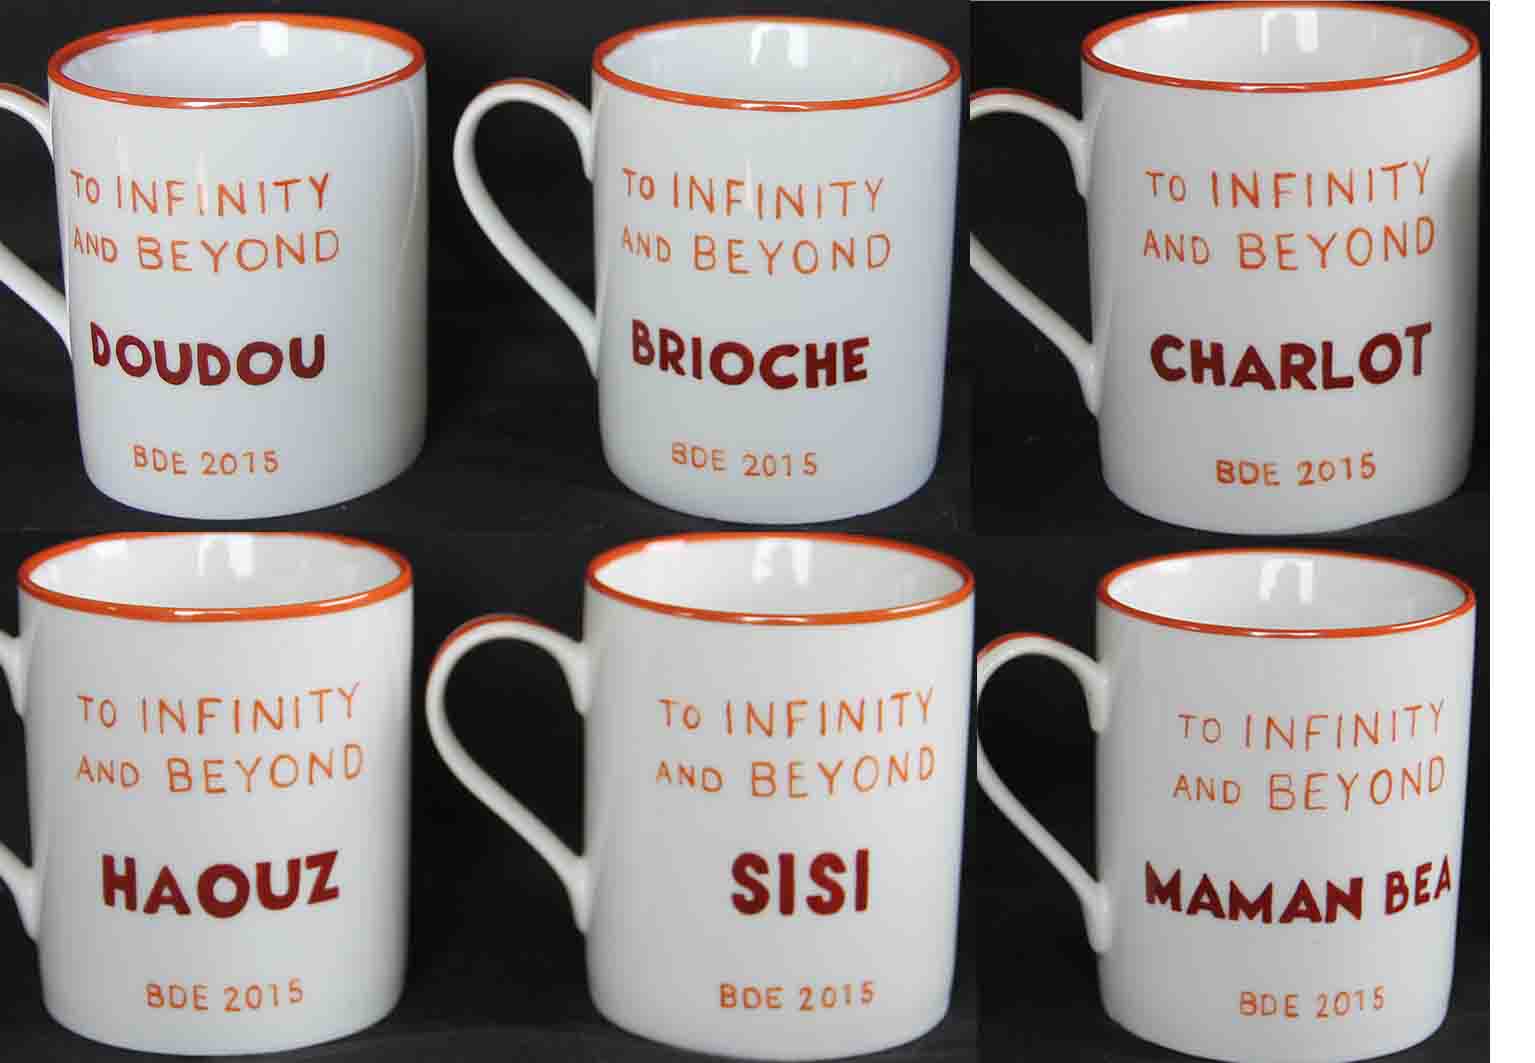 TO INFINITY
AND BEYOND
DOUDOU
BDE 2015
TO INFINITY
AND BEYOND
BRIOCHE
BDE 2015
TO INFINITY
AND BEYOND
CHARLOT
BDE 2015
TO INFINITY
AND BEYOND
HAOUZ
BDE 2015
TO INFINITY
AND BEYOND
SISI
BDE 2015
TO INFINITY
AND BEYOND
MAMAN BEA
BDE 2015